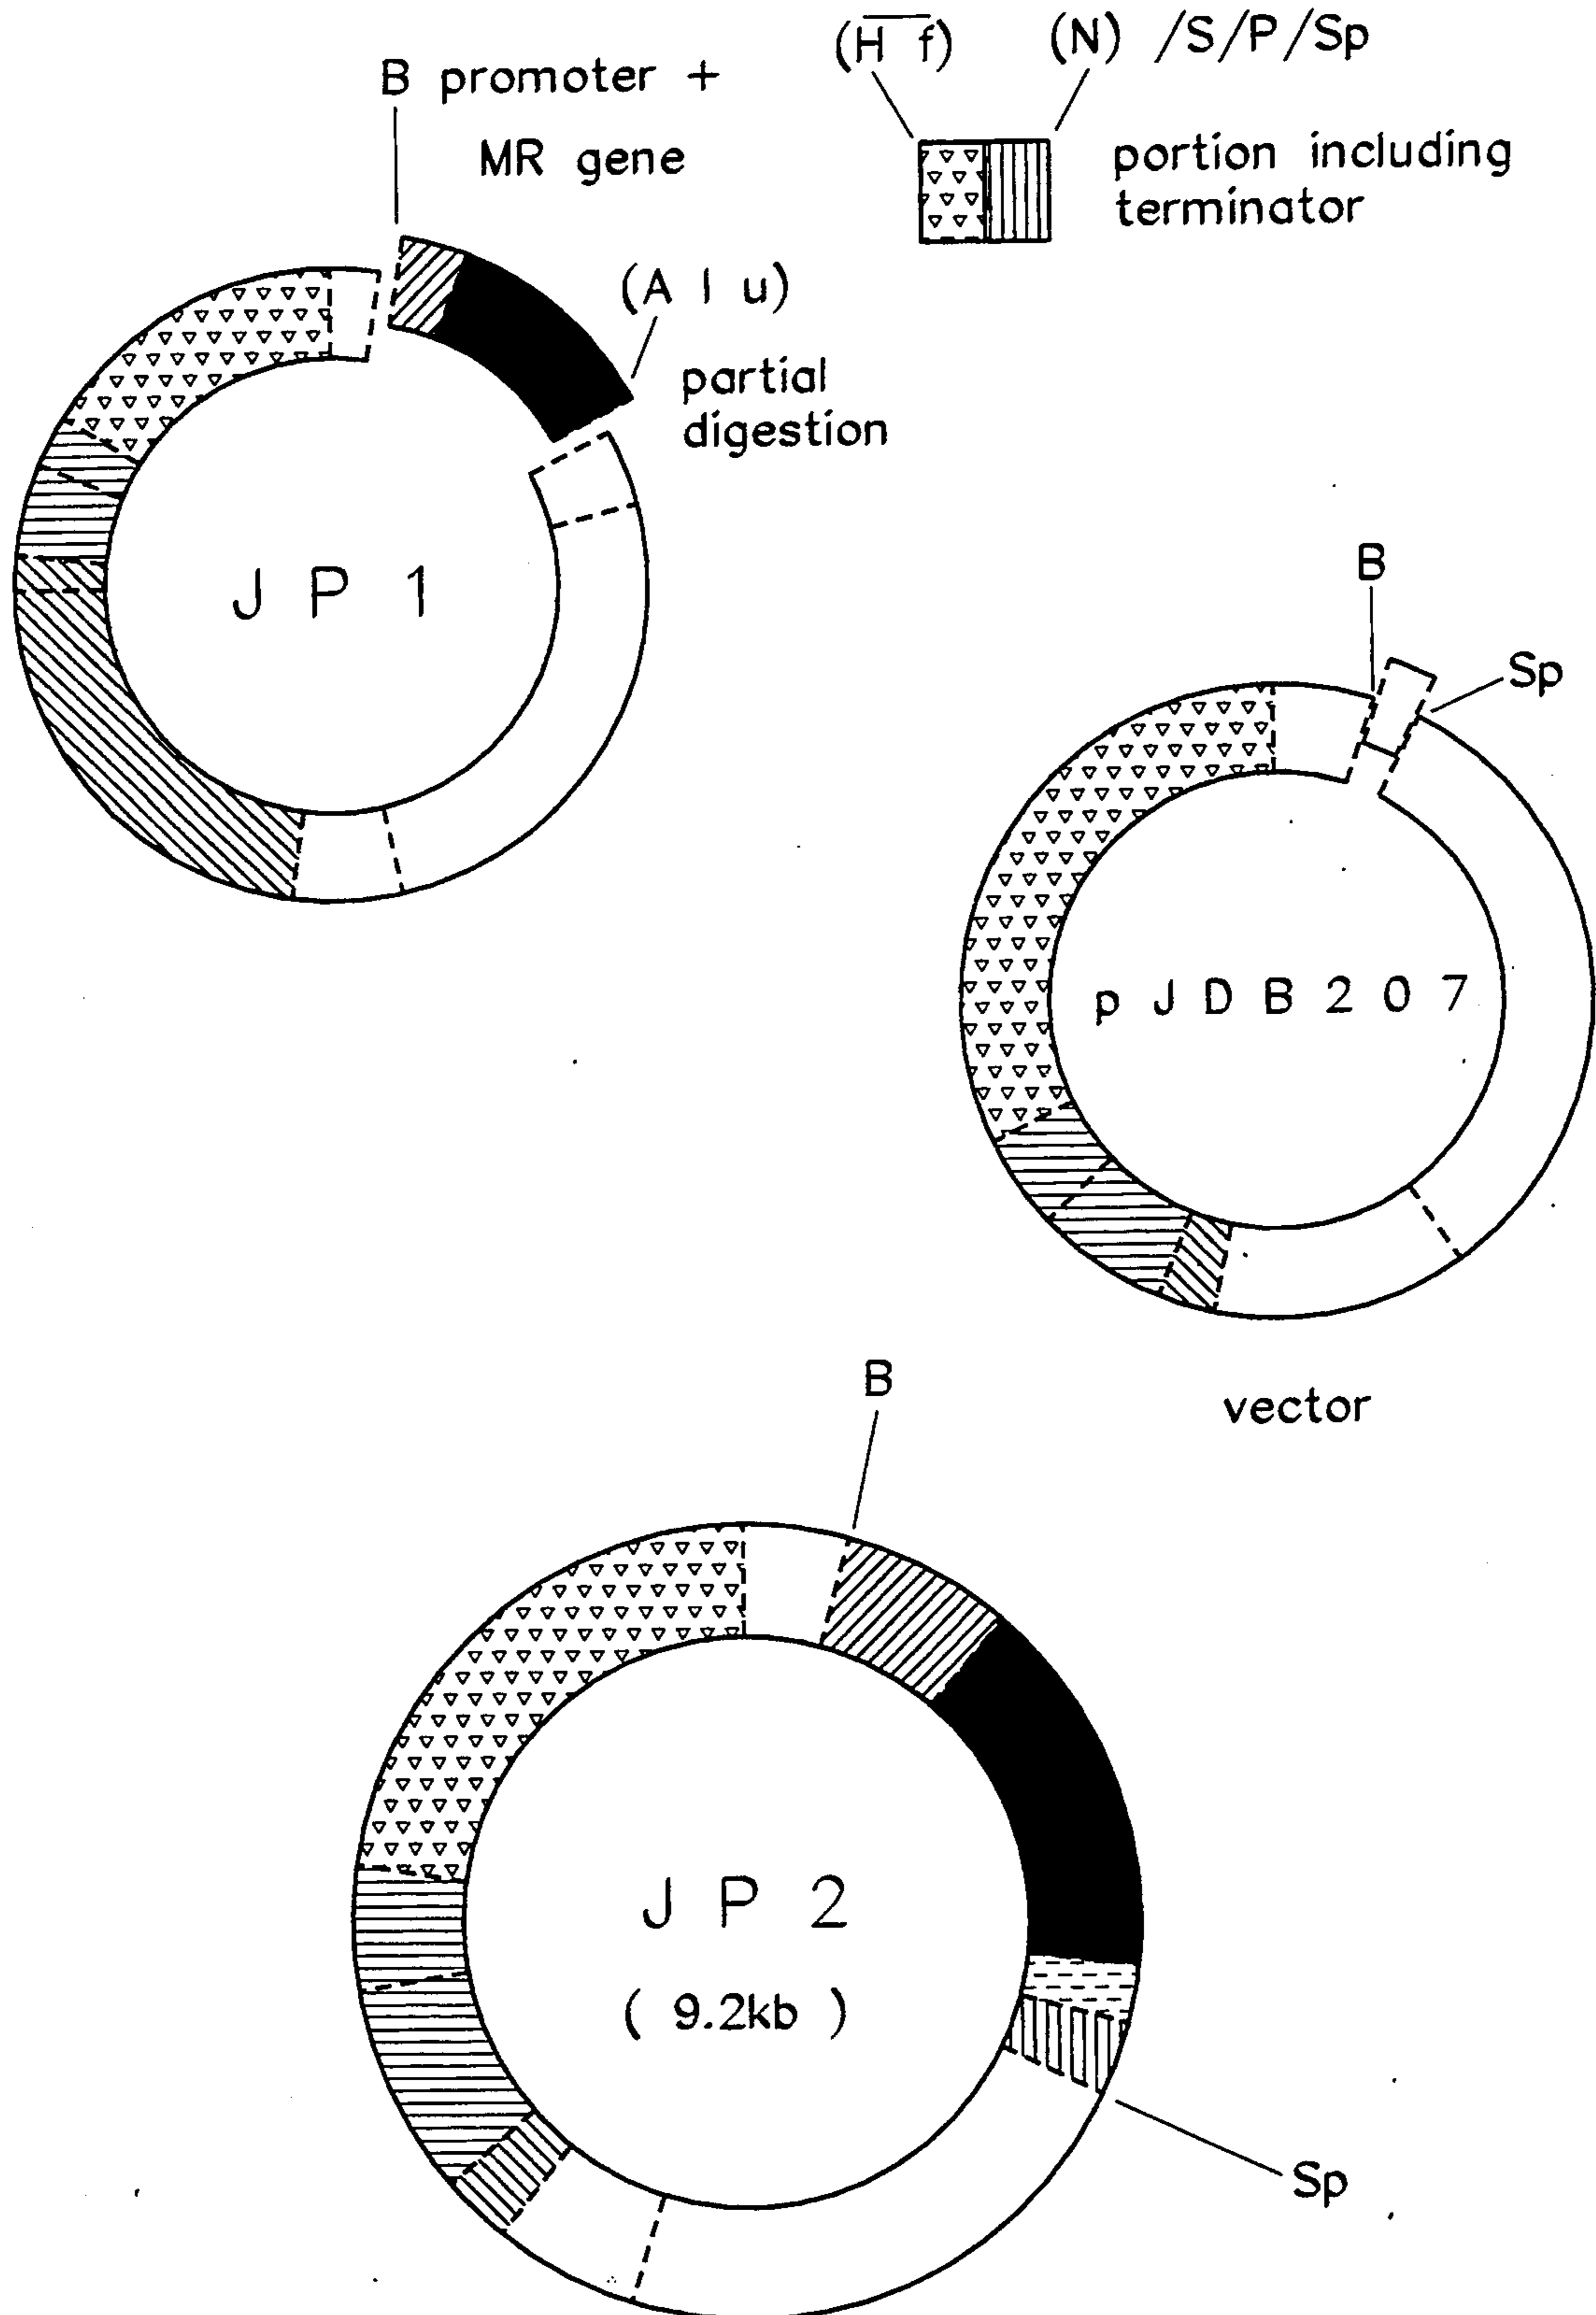 (H f) (N) /S/P/Sp
B promoter +
MR gene
portion including
terminator
(A l u)
partial
digestion
J P 1
B
Sp
p J D B 2 0 7
vector
B
J P 2
( 9.2kb )
Sp